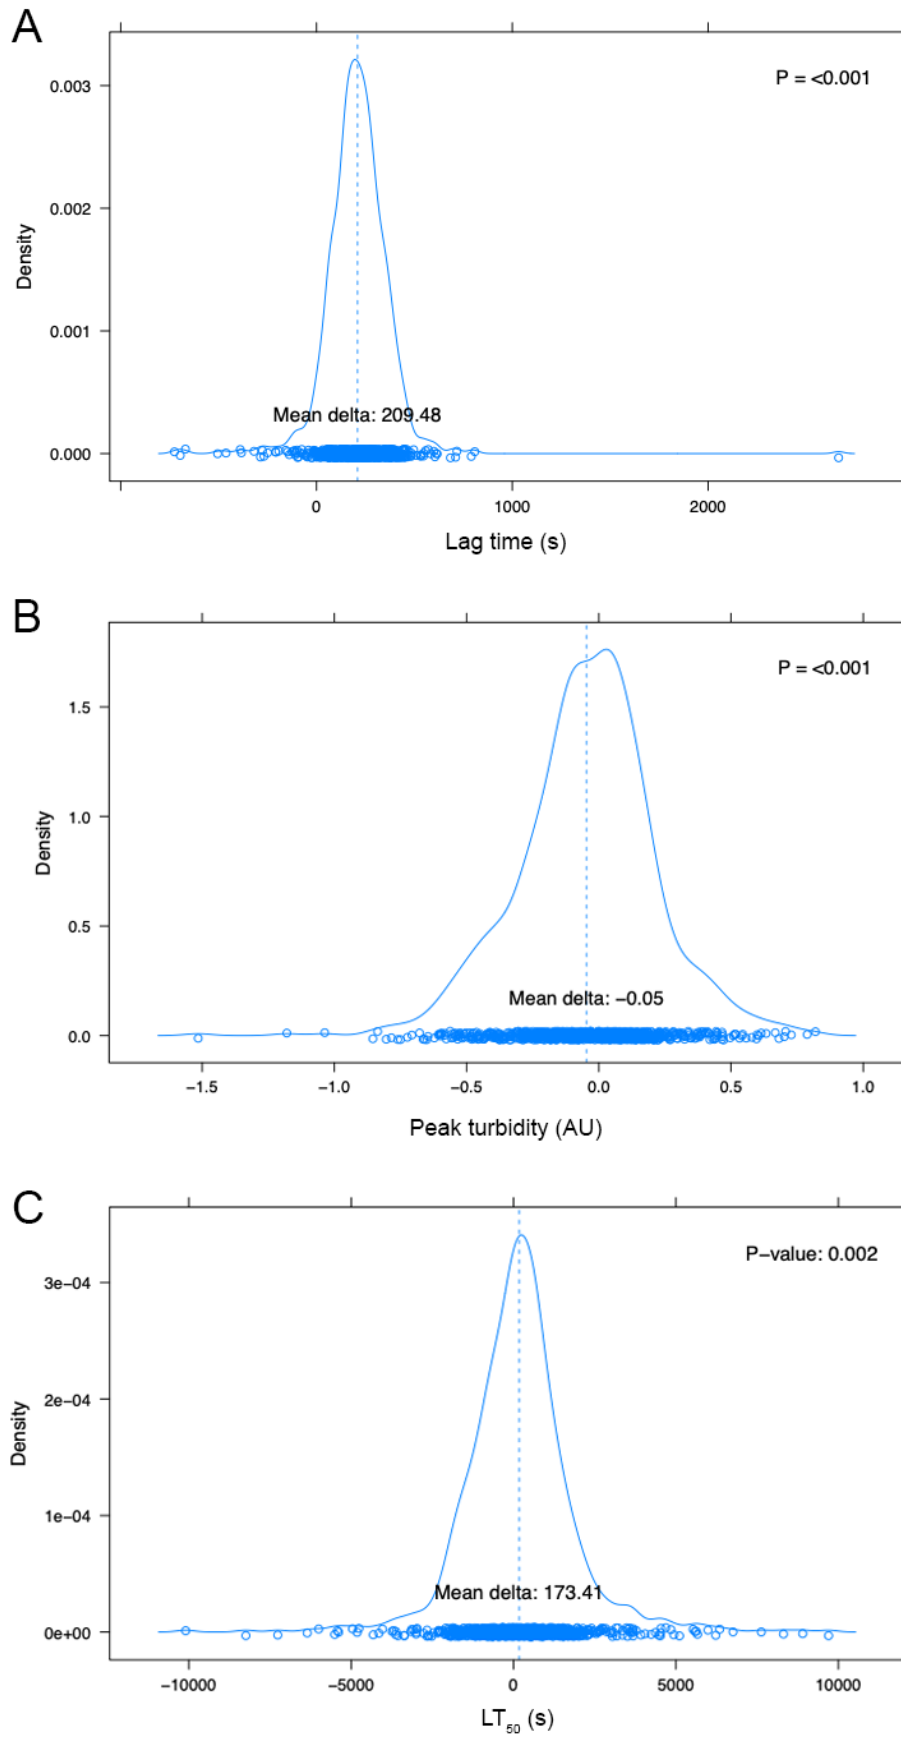 A
P = <0.001
0.003
0.002
0.001
0.000
Density
Mean delta: 209.48
0 1000 2000
Lag time (s)
B
P = <0.001
1.5
1.0
0.5
0.0
Density
Mean delta: −0.05
−1.5 −1.0 −0.5 0.0 0.5 1.0
Peak turbidity (AU)
C
P−value: 0.002
3e−04
2e−04
1e−04
0e+00
Density
Mean delta: 173.41
−10000 −5000 0 5000 10000
LT50 (s)